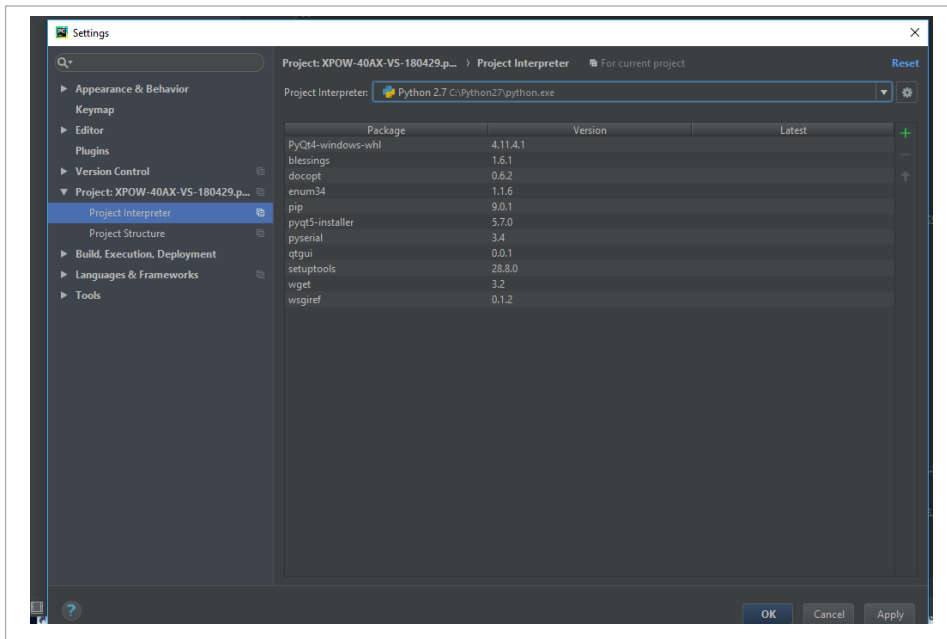 PC
Settings
Project: XPOW-40AX-VS-180429.p... › Project Interpreter For current project Reset
Appearance & Behavior
Keymap
Editor
Plugins
Version Control
Project: XPOW-40AX-VS-180429.p...
Project Interpreter
Project Structure
Build, Execution, Deployment
Languages & Frameworks
Tools
Project Interpreter: Python 2.7 C:\Python27\python.exe
Package Version Latest
PyQt4-windows-whl 4.11.4.1
blessings 1.6.1
docopt 0.6.2
enum34 1.1.6
pip 9.0.1
pyqt5-installer 5.7.0
pyserial 3.4
qtgui 0.0.1
setuptools 28.8.0
wget 3.2
wsgiref 0.1.2
?
OK Cancel Apply